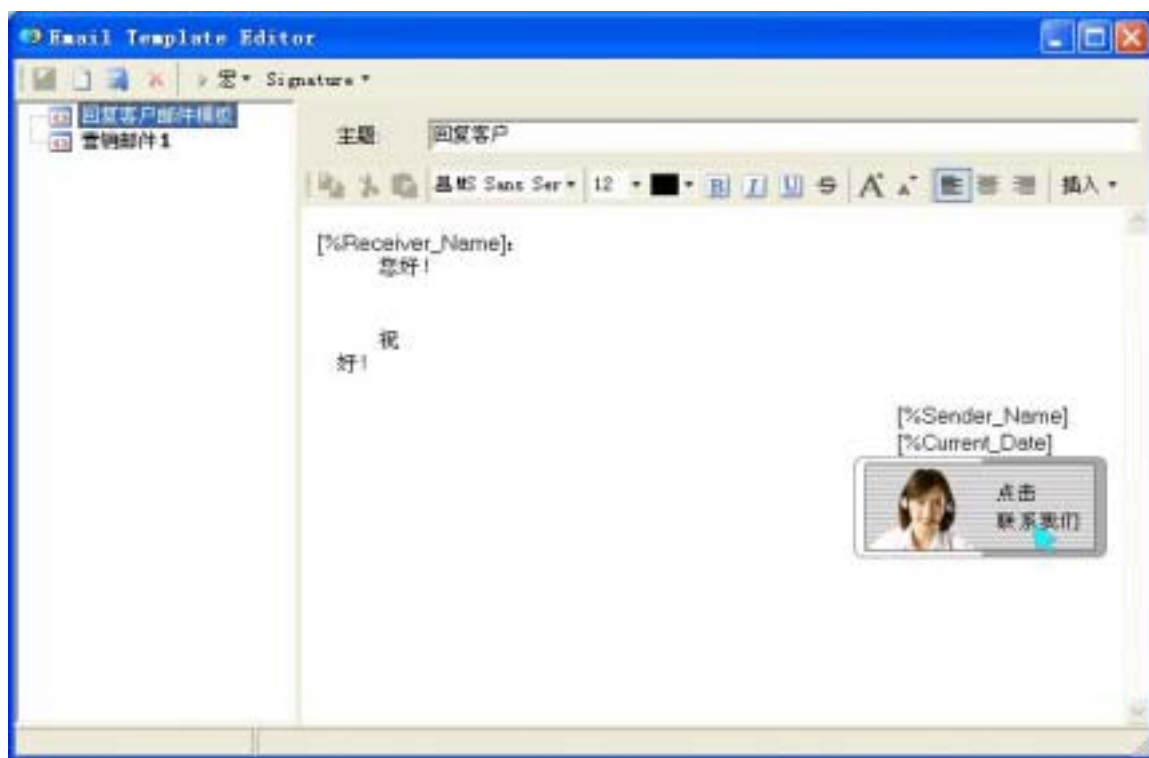 Email Template Editor
宏 Signature
回复客户邮件模板
营销邮件1
主题: 回复客户
MS Sans Ser 12 B I U S A A 插入
[%Receiver_Name]:
您好！
祝
好！
[%Sender_Name]
[%Current_Date]
点击
联系我们